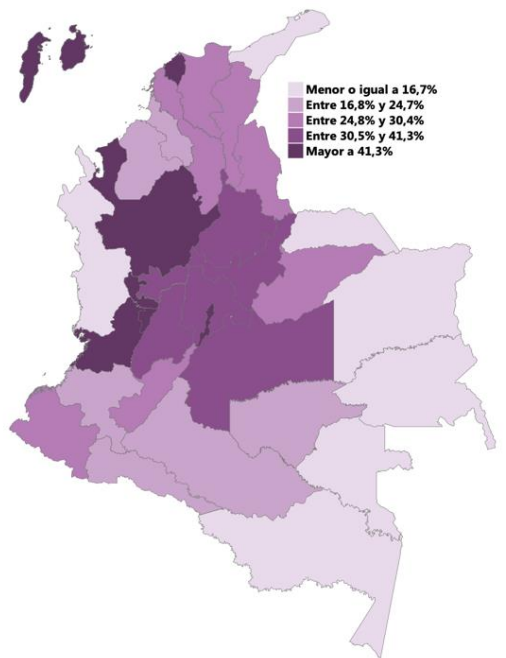 Menor o igual a 16,7%
Entre 16,8% y 24,7%
Entre 24,8% y 30,4%
Entre 30,5% y 41,3%
Mayor a 41,3%